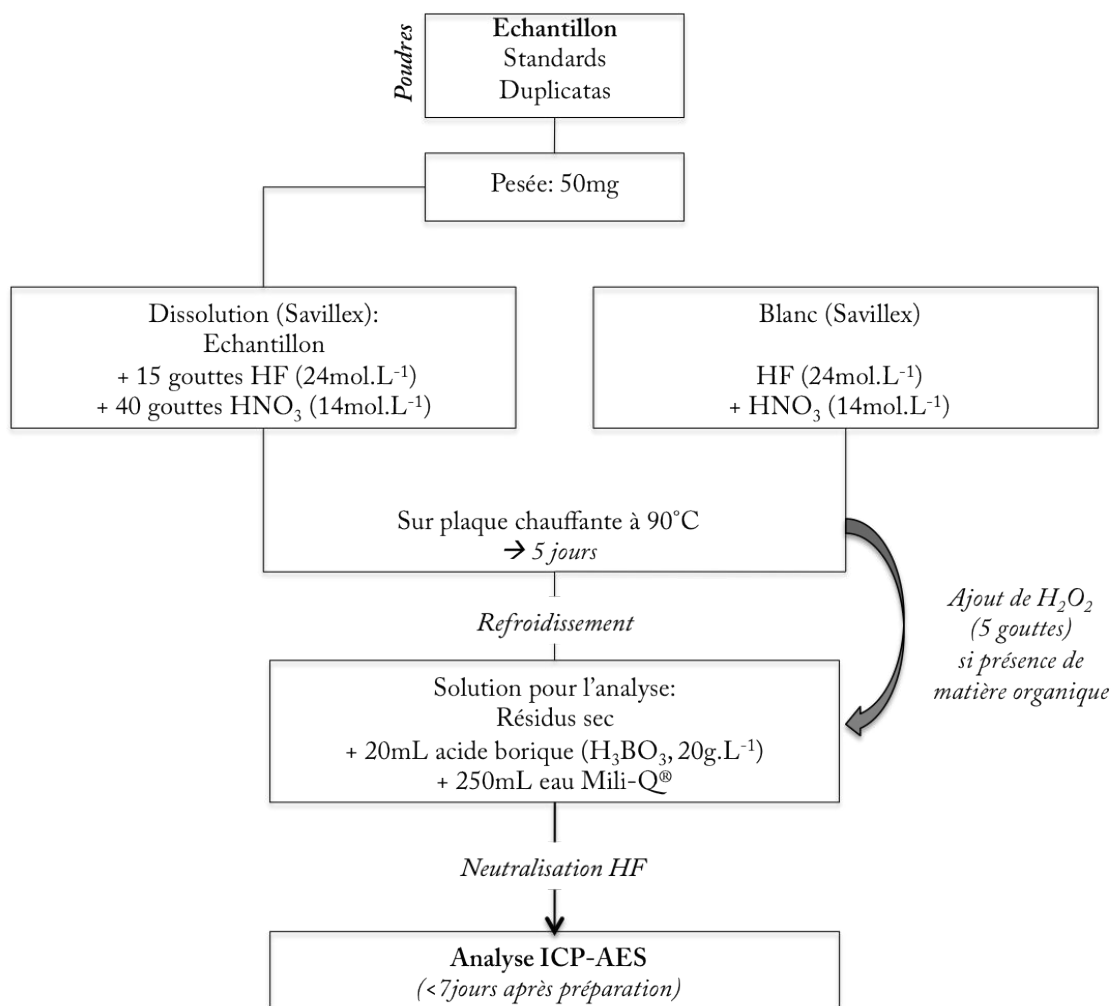 Poudres
Echantillon
Standards
Duplicatas
Pesée: 50mg
Dissolution (Savillex):
Echantillon
+ 15 gouttes HF (24mol.L⁻¹)
+ 40 gouttes HNO₃ (14mol.L⁻¹)
Blanc (Savillex)
HF (24mol.L⁻¹)
+ HNO₃ (14mol.L⁻¹)
Sur plaque chauffante à 90°C
→ 5 jours
Refroidissement
Ajout de H₂O₂
(5 gouttes)
si présence de
matière organique
Solution pour l'analyse:
Résidus sec
+ 20mL acide borique (H₃BO₃, 20g.L⁻¹)
+ 250mL eau Mili-Q®
Neutralisation HF
Analyse ICP-AES
(<7jours après préparation)